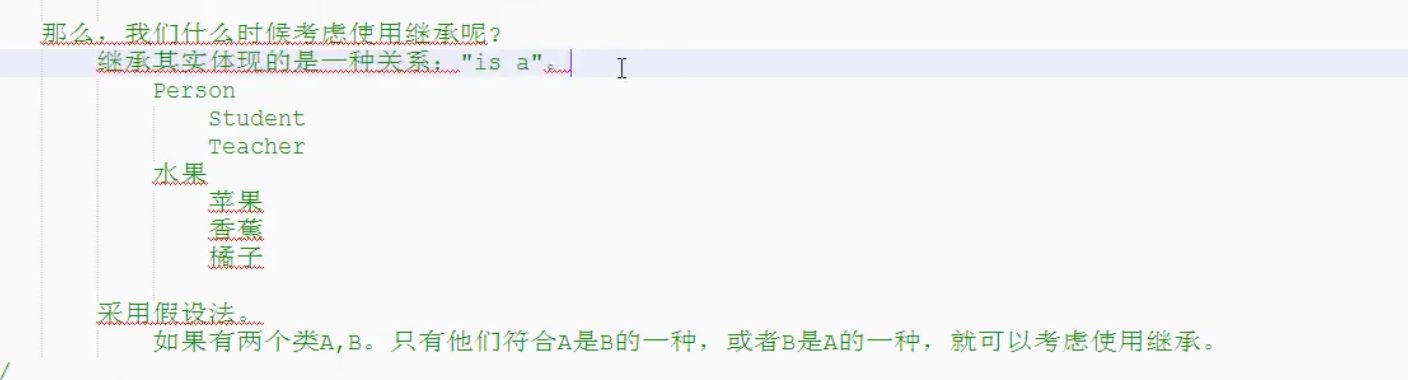 那么，我们什么时候考虑使用继承呢?
继承其实体现的是一种关系："is a"。
Person
Student
Teacher
水果
苹果
香蕉
橘子
采用假设法。
如果有两个类A,B。只有他们符合A是B的一种，或者B是A的一种，就可以考虑使用继承。
/